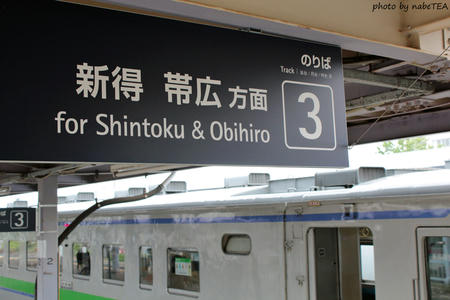 photo by nabeTEA
のりば
Track
新得 帯広 方面
for Shintoku & Obihiro
3
3
2